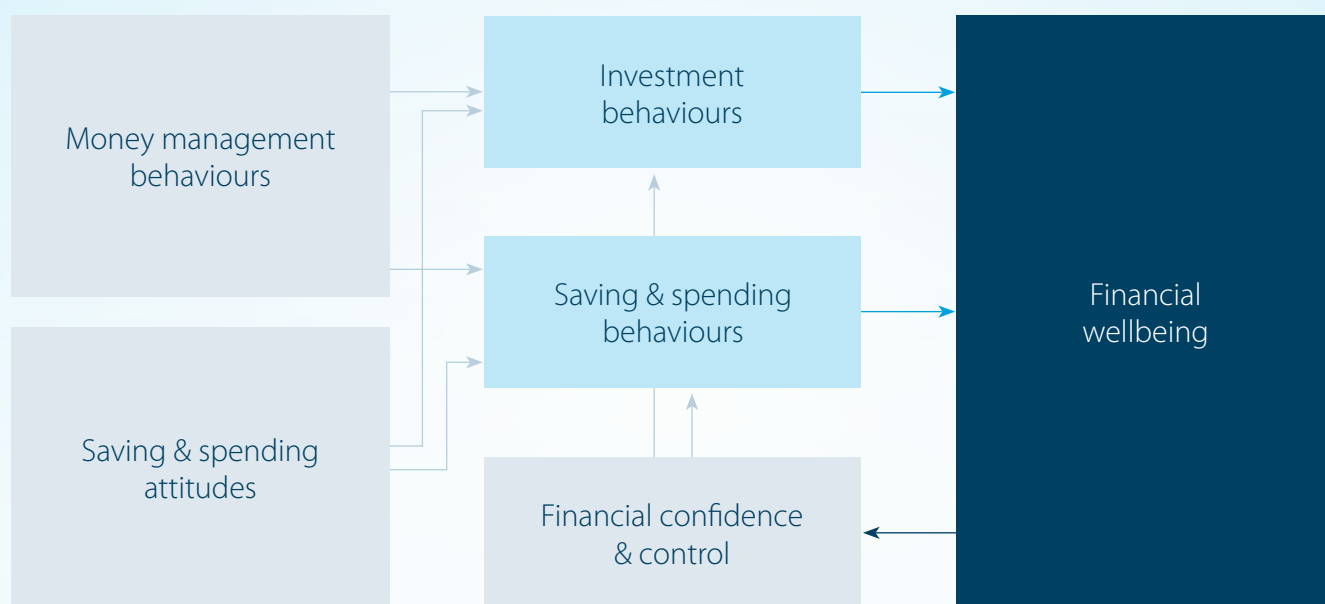 Money management
behaviours
Saving & spending
attitudes
Investment
behaviours
Saving & spending
behaviours
Financial confidence
& control
Financial
wellbeing